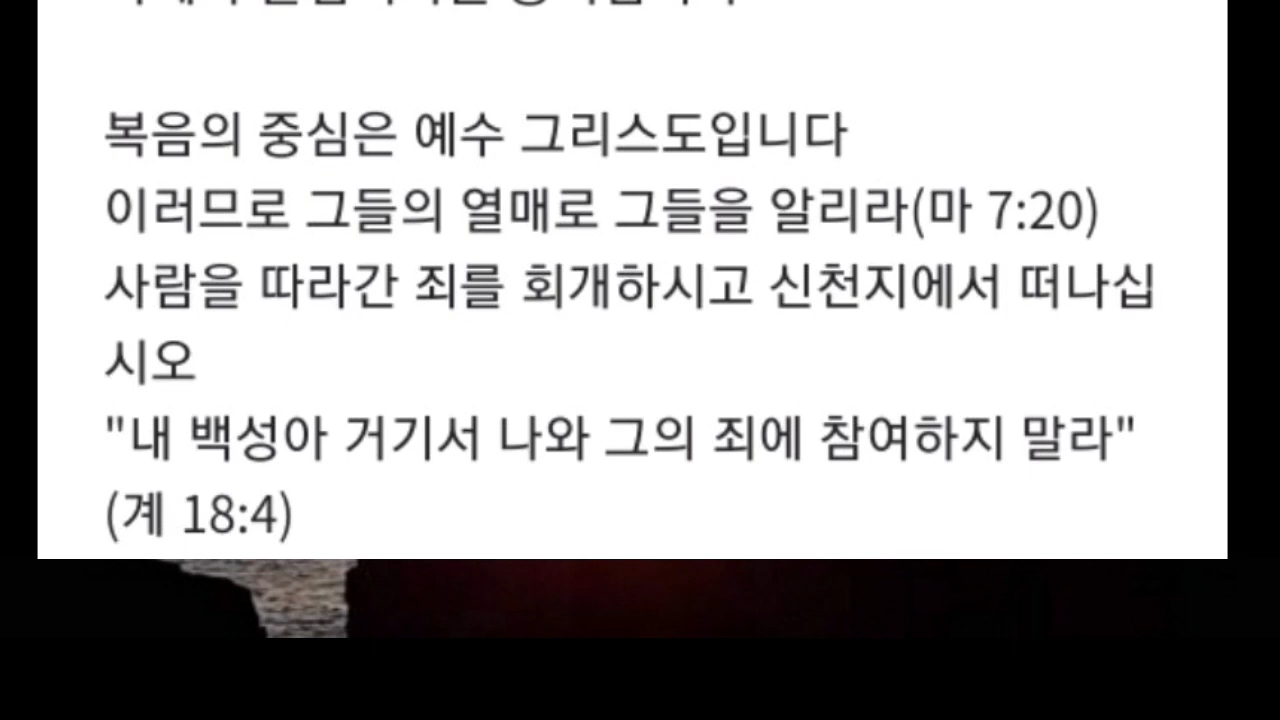 복음의 중심은 예수 그리스도입니다
이러므로 그들의 열매로 그들을 알리라(마 7:20)
사람을 따라간 죄를 회개하시고 신천지에서 떠나십
시오
"내 백성아 거기서 나와 그의 죄에 참여하지 말라"
(계 18:4)